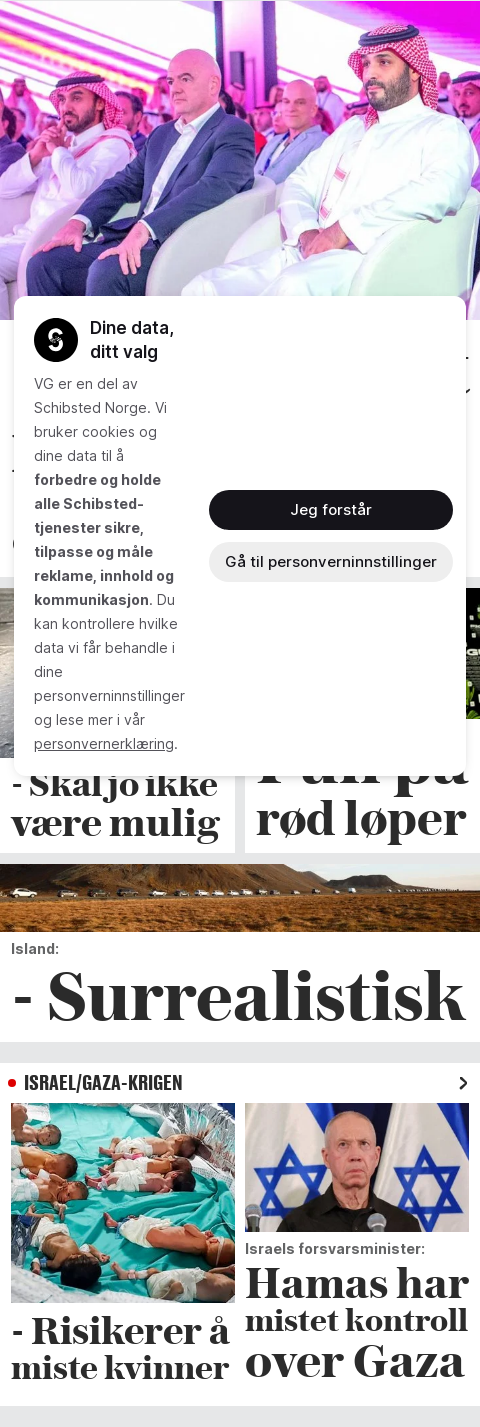 Dine data,
ditt valg
VG er en del av
Schibsted Norge. Vi
bruker cookies og
dine data til å
forbedre og holde
alle Schibsted-
tjenester sikre,
tilpasse og måle
reklame, innhold og
kommunikasjon. Du
kan kontrollere hvilke
data vi får behandle i
dine
personverninnstillinger
og lese mer i vår
personvernerklæring.
Jeg forstår
Gå til personverninnstillinger
- Skal jo ikke
være mulig
rød løper
Island:
- Surrealistisk
ISRAEL/GAZA-KRIGEN
- Risikerer å
miste kvinner
Israels forsvarsminister:
Hamas har
mistet kontroll
over Gaza